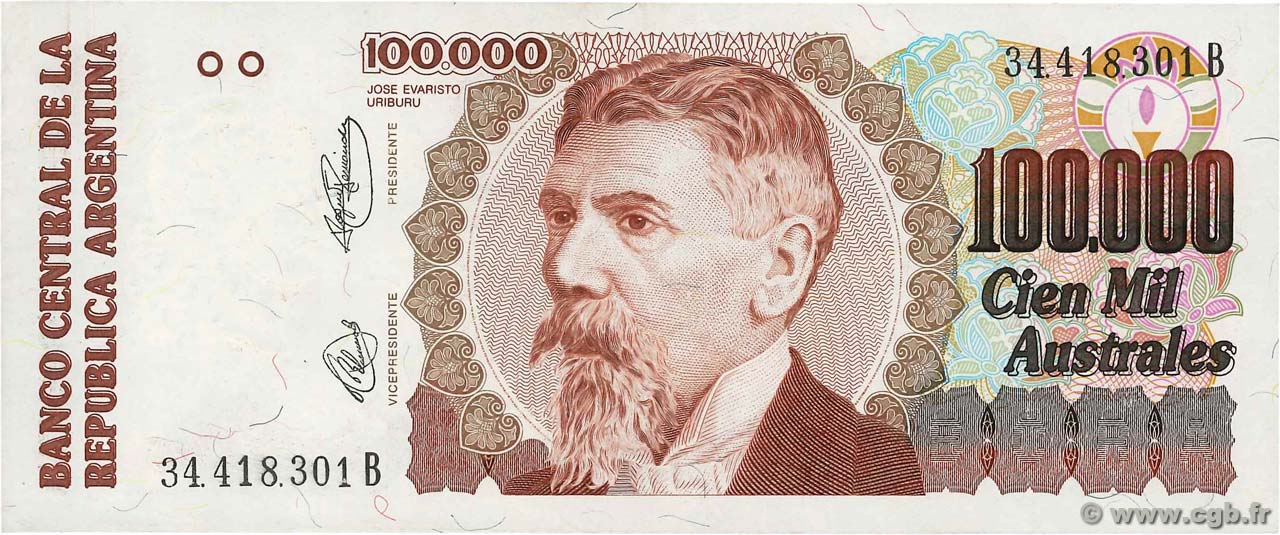 BANCO CENTRAL DE LA
REPUBLICA ARGENTINA
100.000
JOSE EVARISTO
URIBURU
PRESIDENTE
VICEPRESIDENTE
34.418.301 B
34.418.301 B
100.000
Cien Mil
Australes
© www.cgb.fr